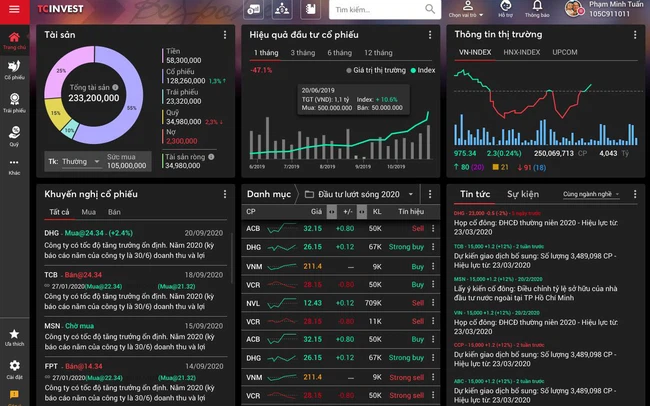 TCINVEST
Tìm kiếm...
Chọn vai trò
Hỗ trợ
Thông báo
Phạm Minh Tuấn
105C911011
Trang chủ
Cổ phiếu
Trái phiếu
Quỹ
Khác
Ưa thích
Cài đặt
Đóng góp
Tài sản
25%
15%
10%
55%
Tổng tài sản
233,200,000
Tiền
58,300,000
Cổ phiếu
128,260,000 1,3%
Trái phiếu
23,320,000
Quỹ
34,980,000 2,3%
Nợ
2,300,000
Tài sản ròng
34,980,000
Tk: Thường
Sức mua
105,000,000
Hiệu quả đầu tư cổ phiếu
1 tháng 3 tháng 6 tháng 12 tháng
-47.1%
Giá trị thị trường Index
20/06/2019
TGT (VND): 1,1 tỷ Index: + 10.6%
Mua: 500.000.000 Bán: 50.000.000
6/2019 7/2019 8/2019 9/2019 10/2019
Thông tin thị trường
VN-INDEX HNX-INDEX UPCOM
975.34 2.3(0.24%) 250,069,713 CP 4,043 Tỷ
80 (20) 21 91 (18)
Khuyến nghị cổ phiếu
Tất cả Mua Bán
DHG - Mua@24.34 (+2.4%) 20/09/2020
Công ty có tốc độ tăng trưởng ổn định. Năm 2020 (kỳ
báo cáo năm của công ty là 30/6) doanh thu và lợi
TCB - Bán@24.34 18/09/2020
27/01/2020(Mua@22.34) (Mua@21.32)
Công ty có tốc độ tăng trưởng ổn định. Năm 2020 (kỳ
báo cáo năm của công ty là 30/6) doanh thu và lợi
MSN - Chờ mua 15/09/2020
Công ty có tốc độ tăng trưởng ổn định. Năm 2020 (kỳ
báo cáo năm của công ty là 30/6) doanh thu và lợi
FPT - Bán@14.34 14/09/2020
27/01/2020(Mua@22.34) (Mua@21.32)
Công ty có tốc độ tăng trưởng ổn định. Năm 2020 (kỳ
báo cáo năm của công ty là 30/6) doanh thu và lợi
Danh mục Đầu tư lướt sóng 2020
CP Giá +/- KL Tín hiệu
ACB 32.15 +0.80 50K Sell
DHG 26.15 +0.12 67K Strong buy
VNM 211.4 — 9K Buy
VCR 28.15 -0.50 50K Buy
NVL 12.43 +0.12 709K Sell
VCR 28.15 -0.50 11K Sell
ACB 32.15 +0.80 50K Buy
DHG 26.15 +0.12 67K Strong buy
VNM 211.4 — 9K Strong sell
VCR 28.15 -0.50 50K Strong sell
Tin tức Sự kiện Cùng ngành nghề
DHG - 23,000 -0.5 (-2%) - 3 ngày trước
Họp cổ đông: ĐHCĐ thường niên 2020 - Hiệu lực từ:
23/03/2020
TCB - 15,000 +1.2 (+12%) - 2 tuần trước
Dự kiến giao dịch bổ sung: Số lượng 3,489,098 CP -
Hiệu lực từ: 23/03/2020
MSN - 15,000 +1.2 (+12%) - 20/2/2020
Lấy ý kiến cổ đông: Điều chỉnh tỷ lệ sở hữu của nhà
đầu tư nước ngoài tại TP Hồ Chí Minh
VIN - 15,000 +1.2 (+12%) - 20/2/2020
Họp cổ đông: ĐHCĐ thường niên 2020 - Hiệu lực từ:
23/03/2020
CCP - 15,000 +1.2 (+12%) - 2 tuần trước
Dự kiến giao dịch bổ sung: Số lượng 3,489,098 CP -
Hiệu lực từ: 23/03/2020
ABC - 15,000 +1.2 (+12%) - 2 tuần trước
Dự kiến giao dịch bổ sung: Số lượng 3,489,098 CP -
Hiệu lực từ: 23/03/2020